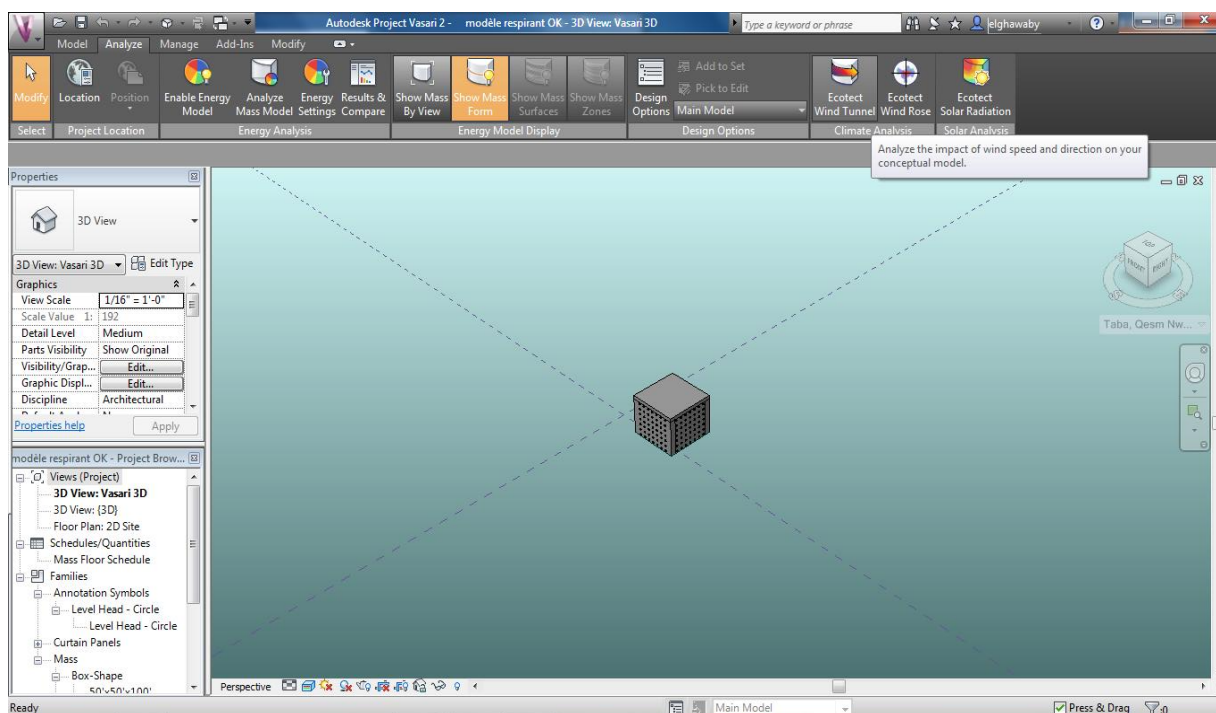 Autodesk Project Vasari 2 - modèle respirant OK - 3D View: Vasari 3D
Type a keyword or phrase
elghawaby
Model Analyze Manage Add-Ins Modify
Modify
Location
Position
Enable Energy Model
Analyze Mass Model
Energy Settings
Results & Compare
Show Mass By View
Show Mass Form
Show Mass Surfaces
Show Mass Zones
Design Options
Add to Set
Pick to Edit
Main Model
Ecotect Wind Tunnel
Ecotect Wind Rose
Ecotect Solar Radiation
Select Project Location Energy Analysis Energy Model Display Design Options Climate Analysis Solar Analysis
Analyze the impact of wind speed and direction on your
conceptual model.
Properties
3D View
3D View: Vasari 3D Edit Type
Graphics
View Scale 1/16" = 1'-0"
Scale Value 1: 192
Detail Level Medium
Parts Visibility Show Original
Visibility/Grap... Edit...
Graphic Displ... Edit...
Discipline Architectural
Properties help Apply
TOP
FRONT RIGHT
Taba, Qesm Nw...
modèle respirant OK - Project Brow...
Views (Project)
3D View: Vasari 3D
3D View: {3D}
Floor Plan: 2D Site
Schedules/Quantities
Mass Floor Schedule
Families
Annotation Symbols
Level Head - Circle
Level Head - Circle
Curtain Panels
Mass
Box-Shape
50'x50'x100'
Perspective
Ready
Main Model
Press & Drag
:0